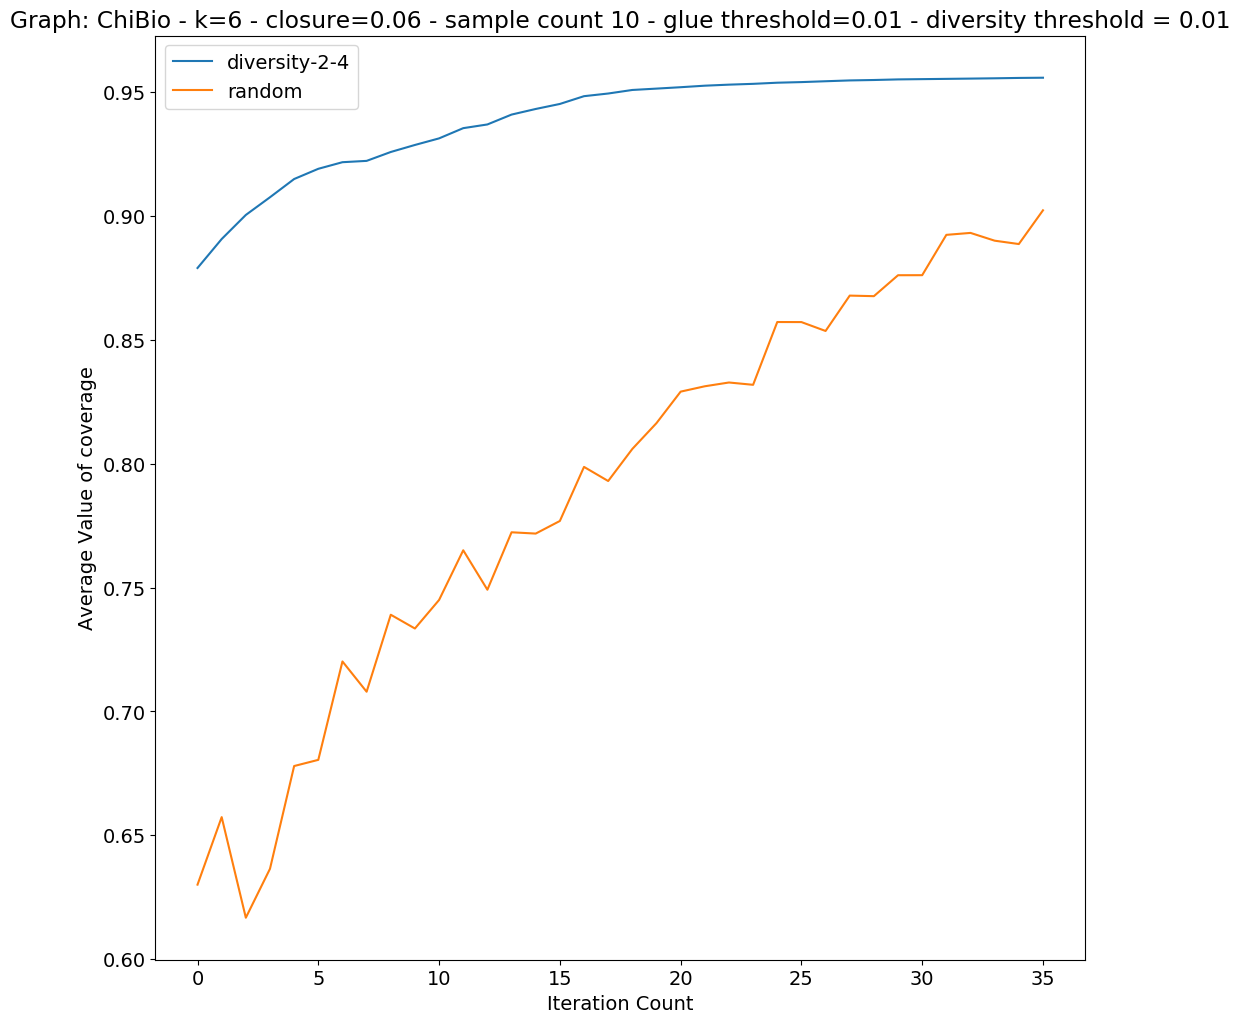 Graph: ChiBio - k=6 - closure=0.06 - sample count 10 - glue threshold=0.01 - diversity threshold = 0.01
diversity-2-4
random
0.95
0.90
0.85
0.80
0.75
0.70
0.65
0.60
Average Value of coverage
0 5 10 15 20 25 30 35
Iteration Count